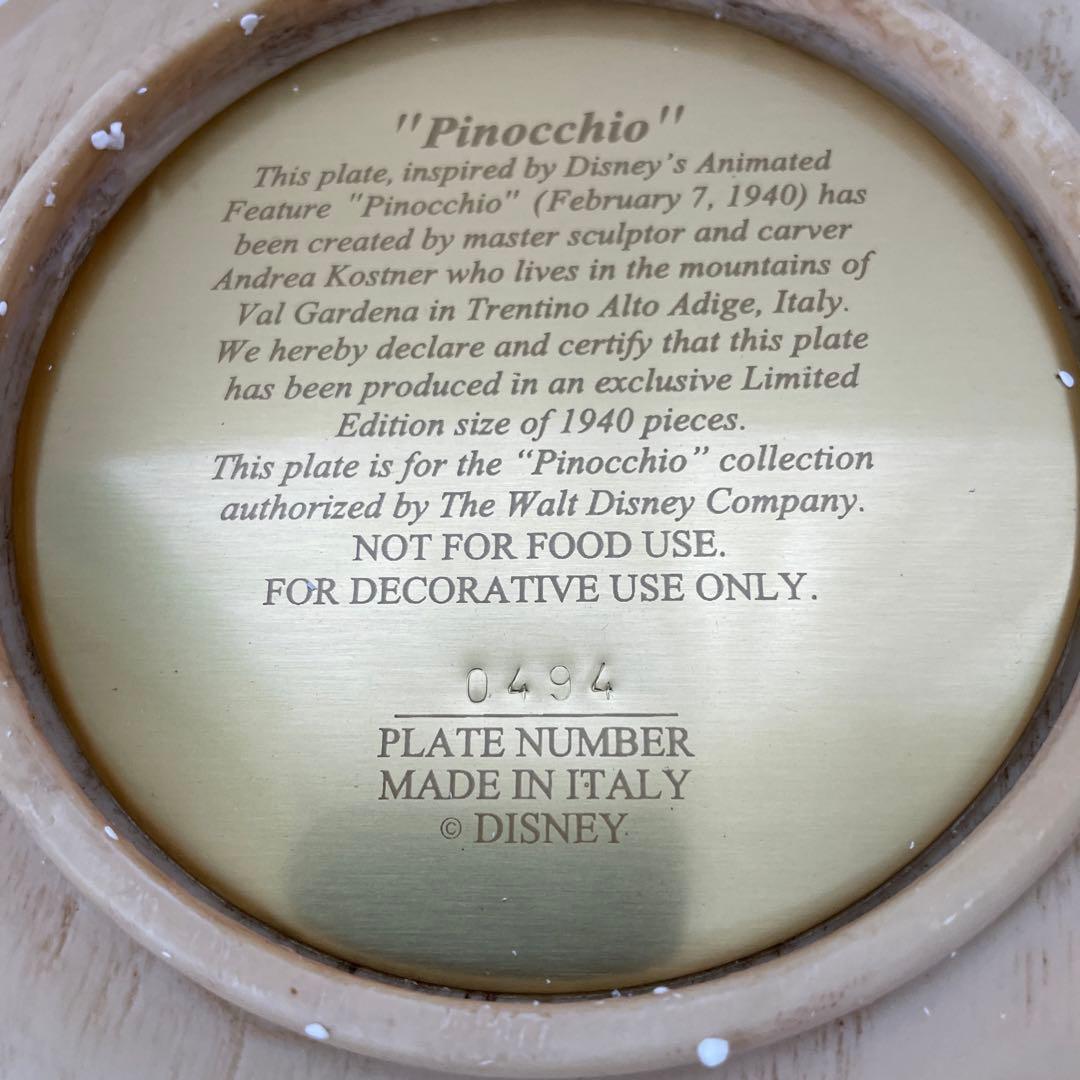 "Pinocchio"
This plate, inspired by Disney's Animated
Feature "Pinocchio" (February 7, 1940) has
been created by master sculptor and carver
Andrea Kostner who lives in the mountains of
Val Gardena in Trentino Alto Adige, Italy.
We hereby declare and certify that this plate
has been produced in an exclusive Limited
Edition size of 1940 pieces.
This plate is for the “Pinocchio” collection
authorized by The Walt Disney Company.
NOT FOR FOOD USE.
FOR DECORATIVE USE ONLY.
0494
PLATE NUMBER
MADE IN ITALY
© DISNEY